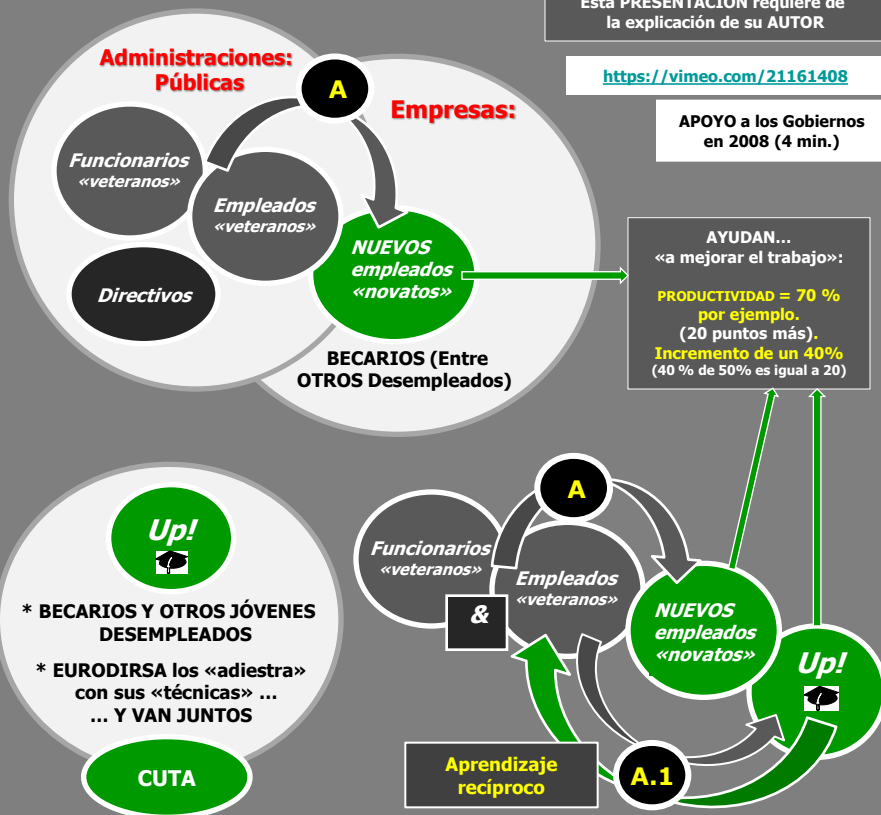 Esta PRESENTACIÓN requiere de
la explicación de su AUTOR
https://vimeo.com/21161408
APOYO a los Gobiernos
en 2008 (4 min.)
Administraciones:
Públicas
A
Empresas:
Funcionarios
«veteranos»
Empleados
«veteranos»
Directivos
NUEVOS
empleados
«novatos»
BECARIOS (Entre
OTROS Desempleados)
AYUDAN...
«a mejorar el trabajo»:
PRODUCTIVIDAD = 70 %
por ejemplo.
(20 puntos más).
Incremento de un 40%
(40 % de 50% es igual a 20)
Up!
* BECARIOS Y OTROS JÓVENES
DESEMPLEADOS
* EURODIRSA los «adiestra»
con sus «técnicas» ...
... Y VAN JUNTOS
CUTA
A
Funcionarios
«veteranos»
&
Empleados
«veteranos»
NUEVOS
empleados
«novatos»
Up!
Aprendizaje
recíproco
A.1